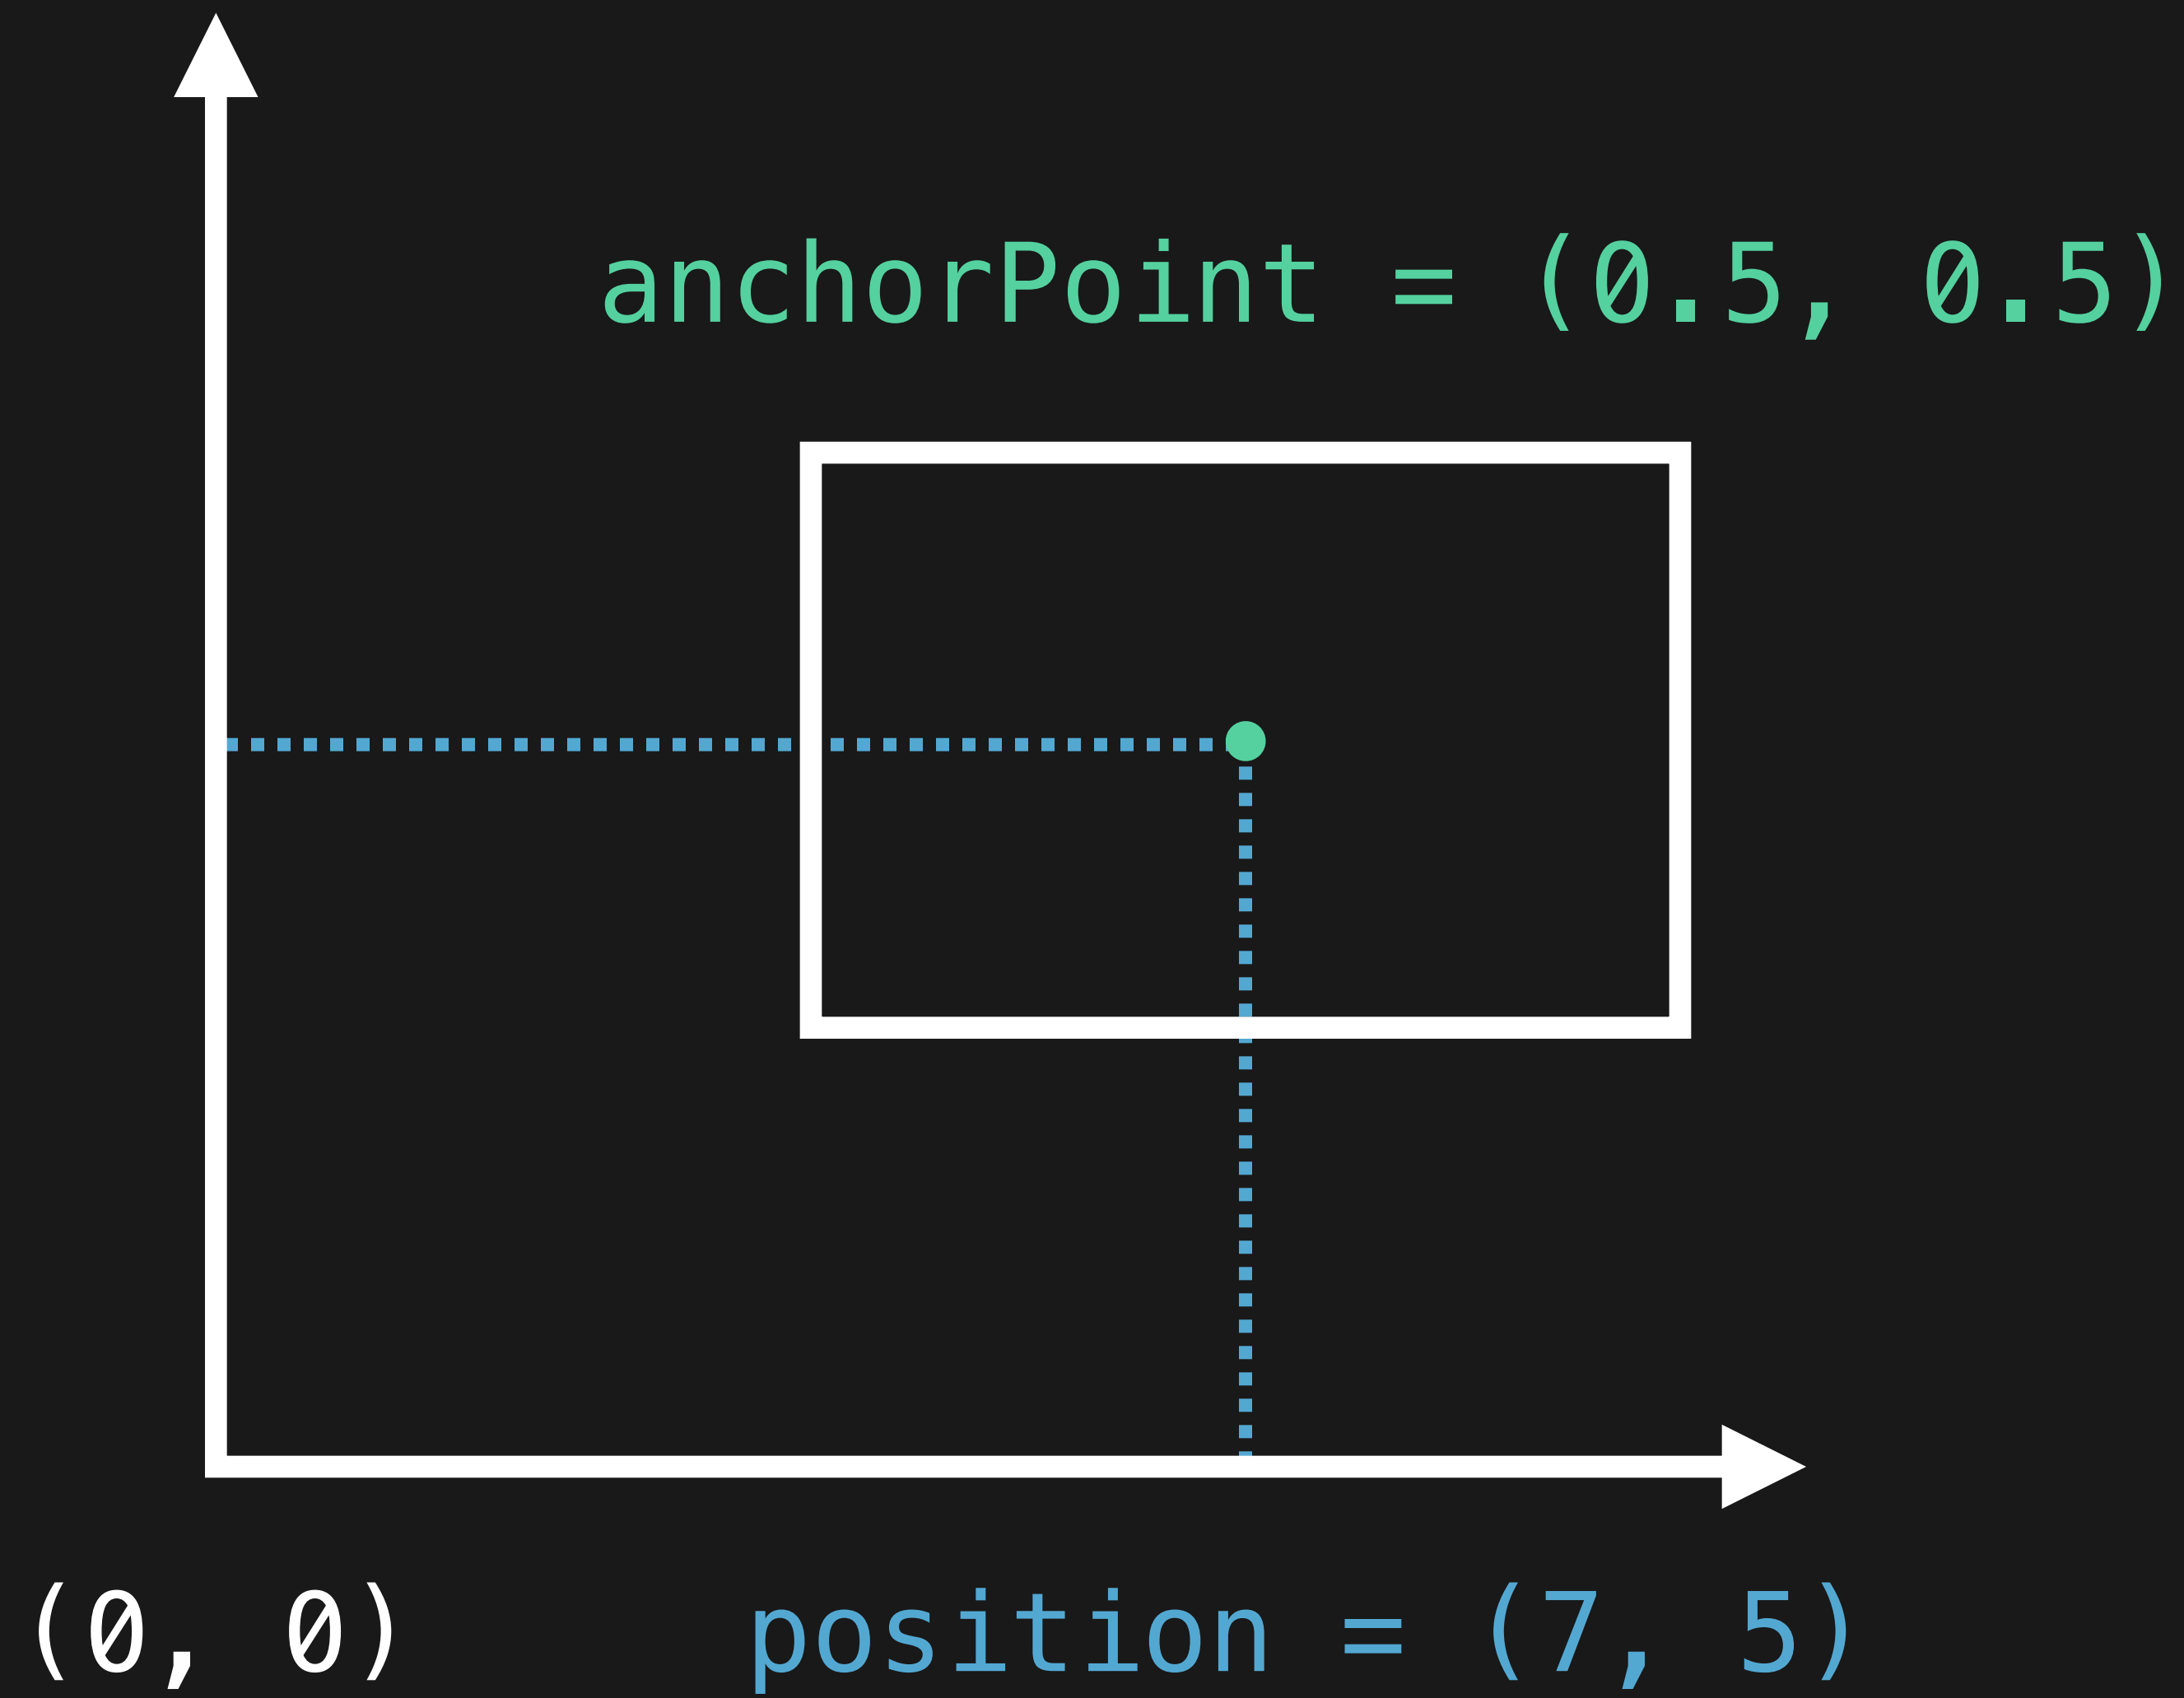 anchorPoint = (0.5, 0.5)
(0, 0)
position = (7, 5)